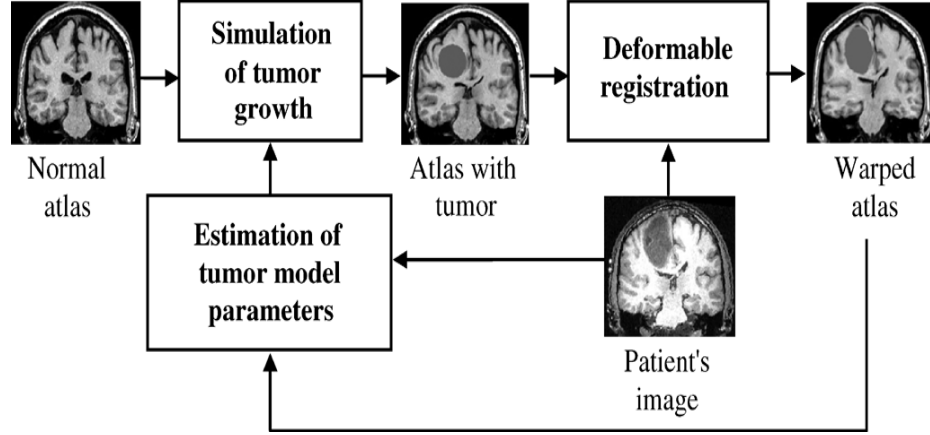 Simulation
of tumor
growth
Deformable
registration
Normal
atlas
Atlas with
tumor
Warped
atlas
Estimation of
tumor model
parameters
Patient's
image